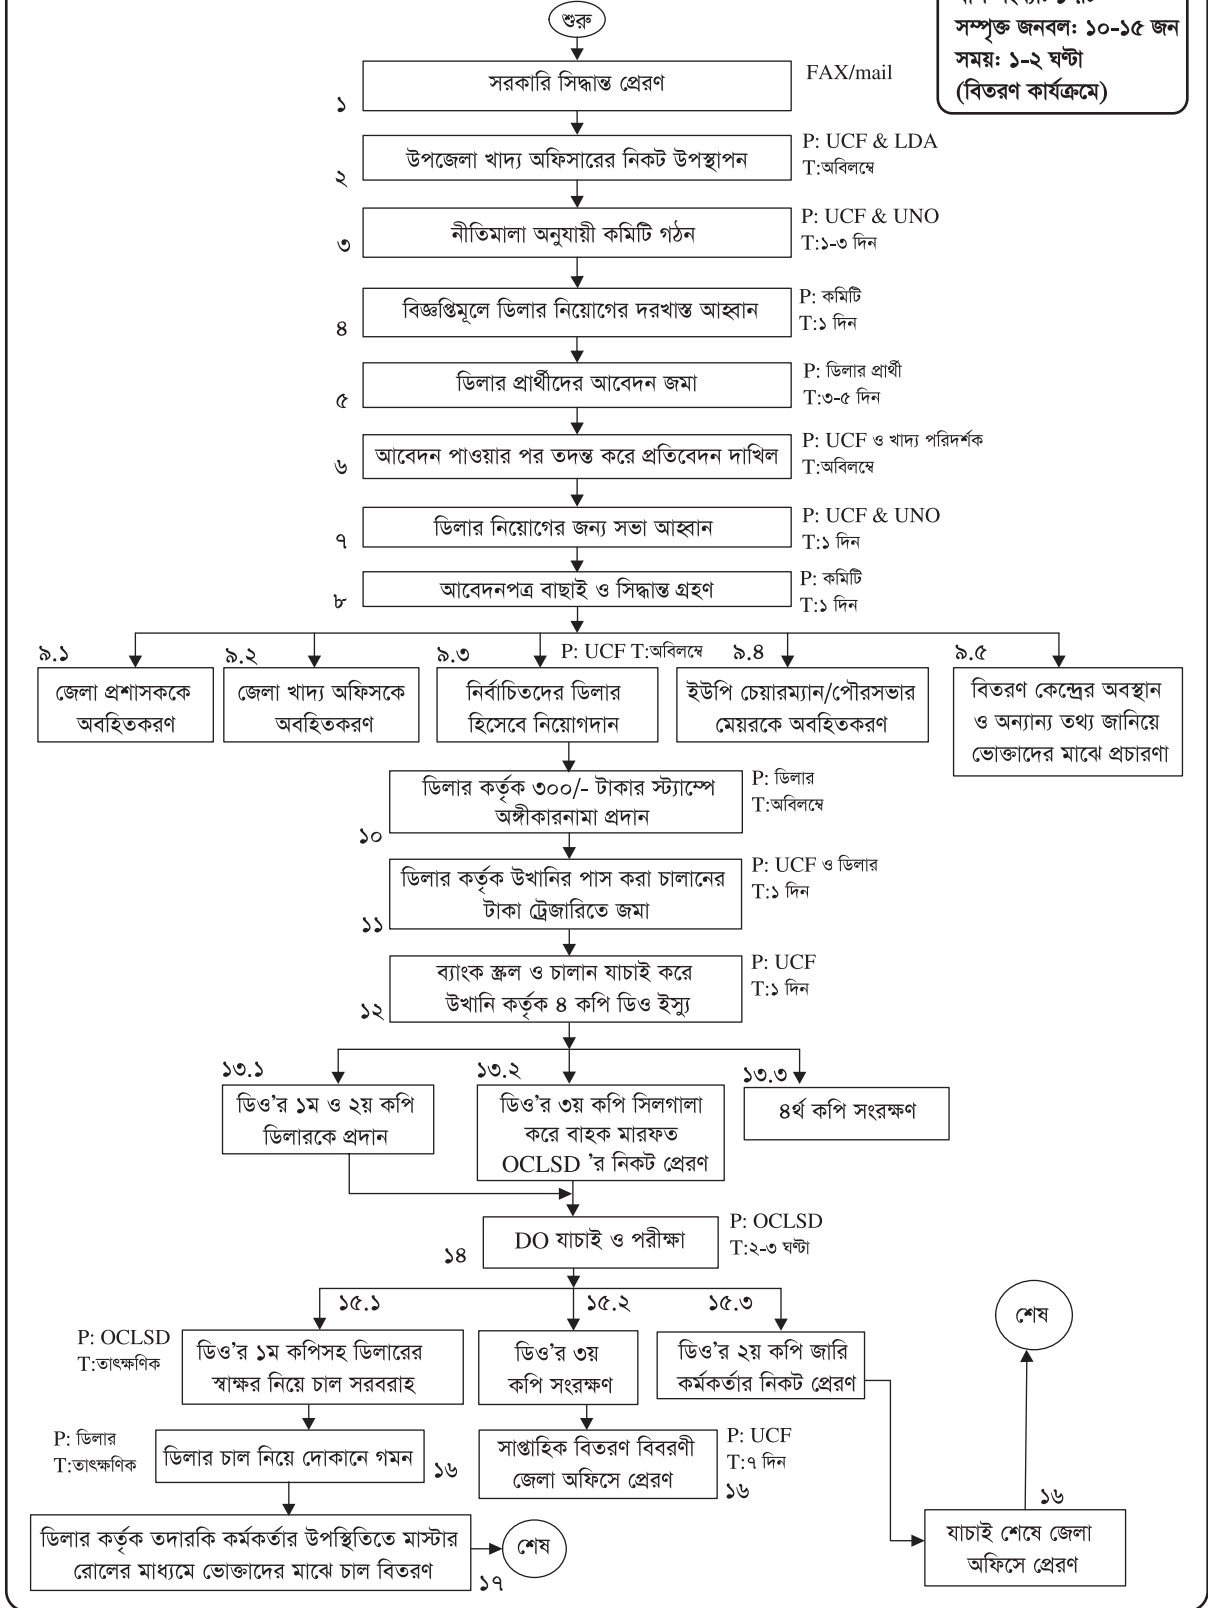 শুরু
সম্পৃক্ত জনবল: ১০-১৫ জন
সময়: ১-২ ঘণ্টা
(বিতরণ কার্যক্রমে)
সরকারি সিদ্ধান্ত প্রেরণ
FAX/mail
১
উপজেলা খাদ্য অফিসারের নিকট উপস্থাপন
P: UCF & LDA
T:অবিলম্বে
২
নীতিমালা অনুযায়ী কমিটি গঠন
P: UCF & UNO
T:১-৩ দিন
৩
বিজ্ঞপ্তিমূলে ডিলার নিয়োগের দরখাস্ত আহ্বান
P: কমিটি
T:১ দিন
৪
ডিলার প্রার্থীদের আবেদন জমা
P: ডিলার প্রার্থী
T:৩-৫ দিন
৫
আবেদন পাওয়ার পর তদন্ত করে প্রতিবেদন দাখিল
P: UCF ও খাদ্য পরিদর্শক
T:অবিলম্বে
৬
ডিলার নিয়োগের জন্য সভা আহ্বান
P: UCF & UNO
T:১ দিন
৭
আবেদনপত্র বাছাই ও সিদ্ধান্ত গ্রহণ
P: কমিটি
T:১ দিন
৮
৯.১
জেলা প্রশাসককে
অবহিতকরণ
৯.২
জেলা খাদ্য অফিসকে
অবহিতকরণ
৯.৩
P: UCF T:অবিলম্বে
নির্বাচিতদের ডিলার
হিসেবে নিয়োগদান
৯.৪
ইউপি চেয়ারম্যান/পৌরসভার
মেয়রকে অবহিতকরণ
৯.৫
বিতরণ কেন্দ্রের অবস্থান
ও অন্যান্য তথ্য জানিয়ে
ভোক্তাদের মাঝে প্রচারণা
ডিলার কর্তৃক ৩০০/- টাকার স্ট্যাম্পে
অঙ্গীকারনামা প্রদান
P: ডিলার
T:অবিলম্বে
১০
ডিলার কর্তৃক উখানির পাস করা চালানের
টাকা ট্রেজারিতে জমা
P: UCF ও ডিলার
T:১ দিন
১১
ব্যাংক স্ক্রল ও চালান যাচাই করে
উখানি কর্তৃক ৪ কপি ডিও ইস্যু
P: UCF
T:১ দিন
১২
১৩.১
ডিও'র ১ম ও ২য় কপি
ডিলারকে প্রদান
১৩.২
ডিও'র ৩য় কপি সিলগালা
করে বাহক মারফত
OCLSD 'র নিকট প্রেরণ
১৩.৩
৪র্থ কপি সংরক্ষণ
DO যাচাই ও পরীক্ষা
P: OCLSD
T:২-৩ ঘণ্টা
১৪
১৫.১
P: OCLSD
T:তাৎক্ষণিক
ডিও'র ১ম কপিসহ ডিলারের
স্বাক্ষর নিয়ে চাল সরবরাহ
১৫.২
ডিও'র ৩য়
কপি সংরক্ষণ
১৫.৩
ডিও'র ২য় কপি জারি
কর্মকর্তার নিকট প্রেরণ
শেষ
P: ডিলার
T:তাৎক্ষণিক
ডিলার চাল নিয়ে দোকানে গমন
১৬
সাপ্তাহিক বিতরণ বিবরণী
জেলা অফিসে প্রেরণ
P: UCF
T:৭ দিন
১৬
১৬
যাচাই শেষে জেলা
অফিসে প্রেরণ
ডিলার কর্তৃক তদারকি কর্মকর্তার উপস্থিতিতে মাস্টার
রোলের মাধ্যমে ভোক্তাদের মাঝে চাল বিতরণ
১৭
শেষ